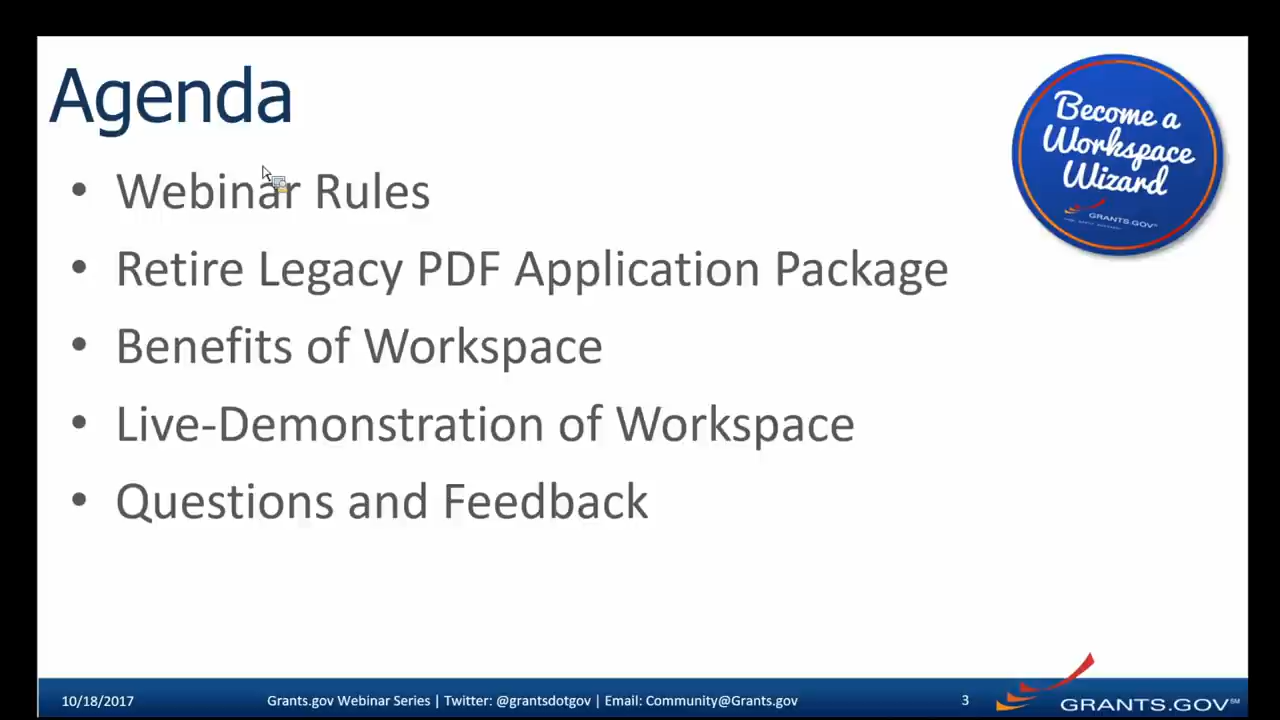 Agenda
Become a
Workspace
Wizard
GRANTS.GOV
• Webinar Rules
• Retire Legacy PDF Application Package
• Benefits of Workspace
• Live-Demonstration of Workspace
• Questions and Feedback
10/18/2017
Grants.gov Webinar Series | Twitter: @grantsdotgov | Email: Community@Grants.gov
3
GRANTS.GOV℠